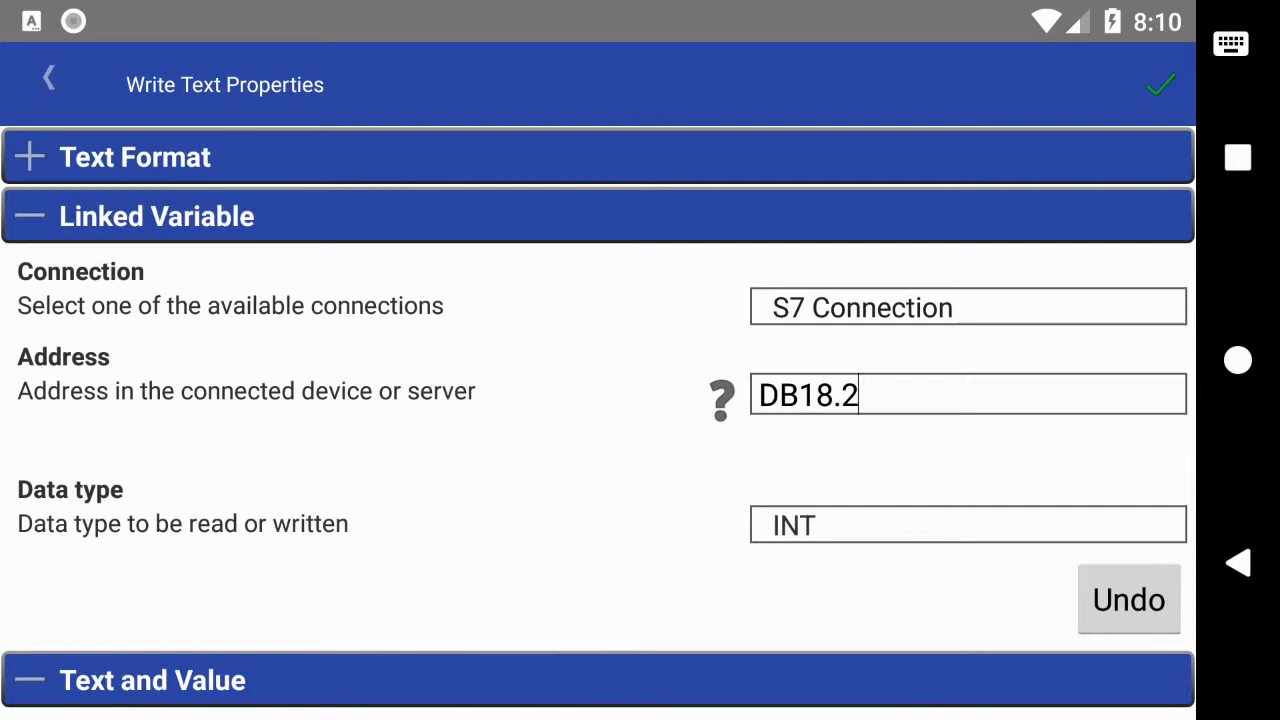 A
8:10
Write Text Properties
Text Format
Linked Variable
Connection
Select one of the available connections
S7 Connection
Address
Address in the connected device or server
? DB18.2
Data type
Data type to be read or written
INT
Undo
Text and Value